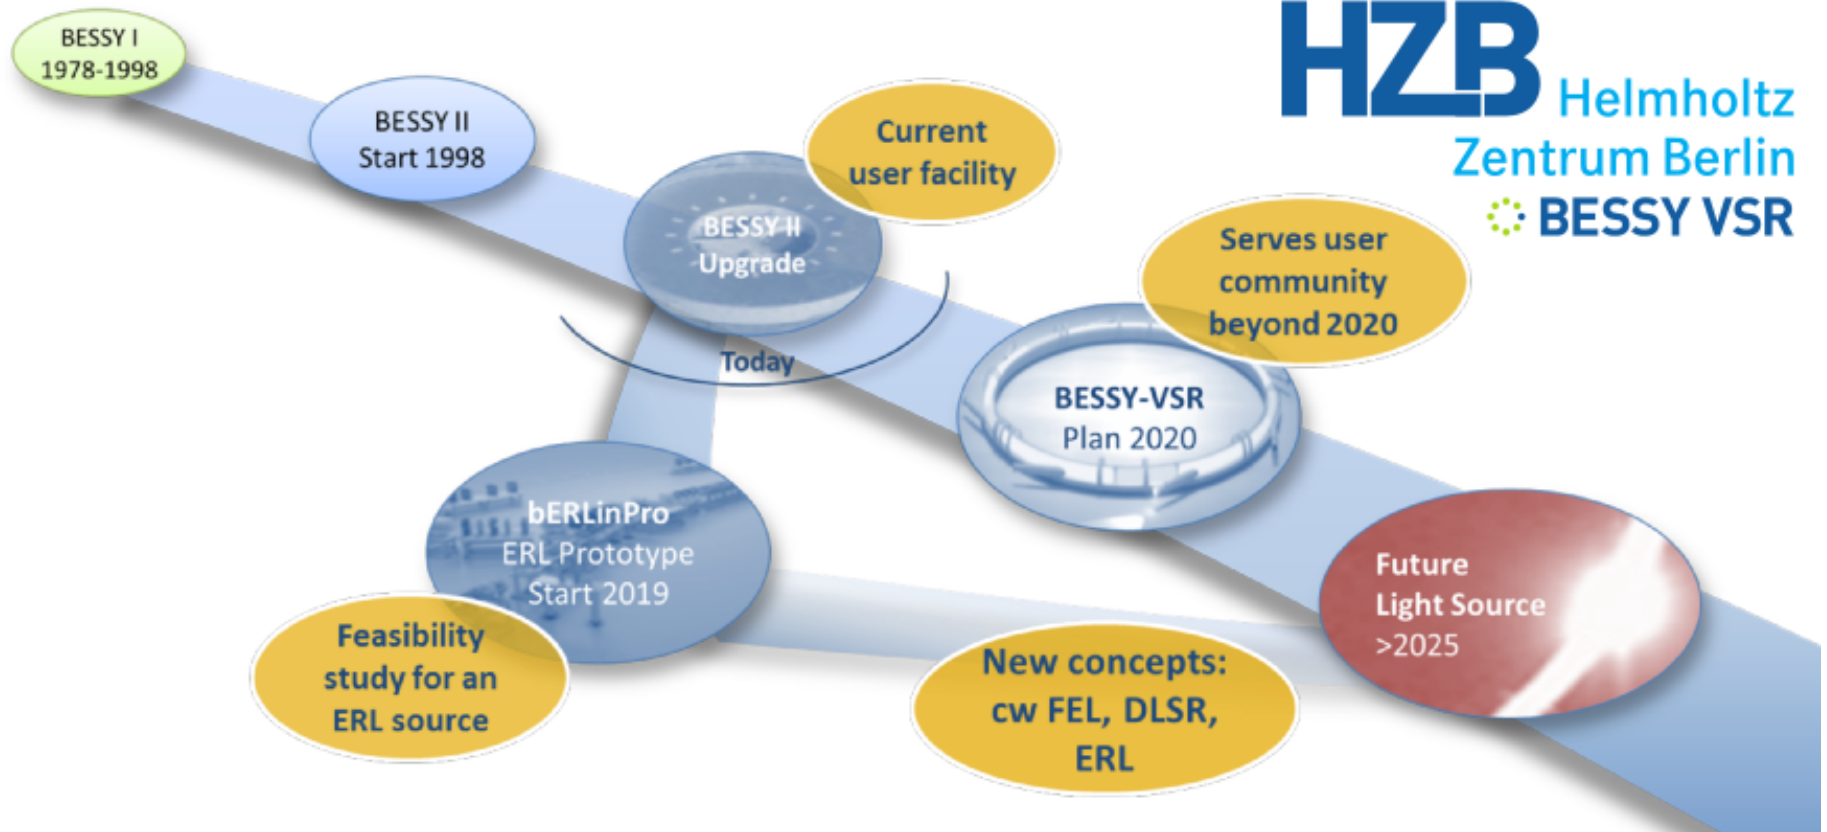 BESSY I
1978-1998
BESSY II
Start 1998
BESSY II
Upgrade
Current
user facility
Today
HZB Helmholtz
Zentrum Berlin
BESSY VSR
Serves user
community
beyond 2020
BESSY-VSR
Plan 2020
bERLinPro
ERL Prototype
Start 2019
Feasibility
study for an
ERL source
New concepts:
cw FEL, DLSR,
ERL
Future
Light Source
>2025